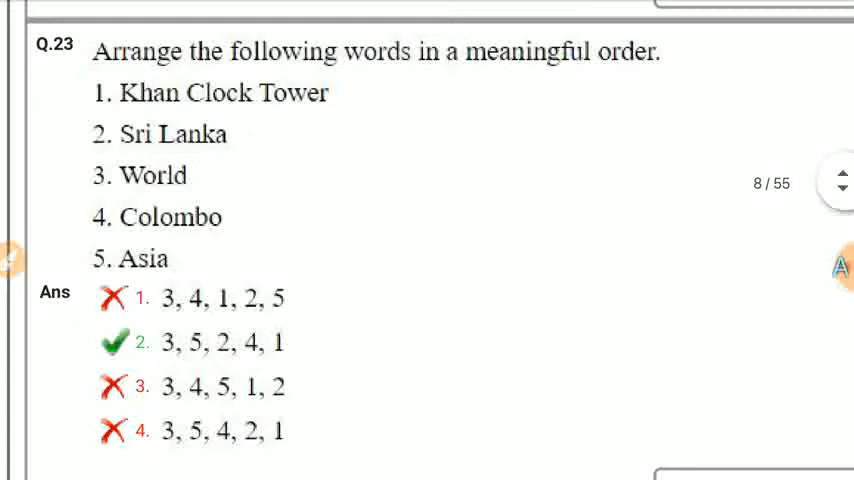 Q.23 Arrange the following words in a meaningful order.
1. Khan Clock Tower
2. Sri Lanka
3. World
8 / 55
4. Colombo
5. Asia
A
Ans 1. 3, 4, 1, 2, 5
2. 3, 5, 2, 4, 1
3. 3, 4, 5, 1, 2
4. 3, 5, 4, 2, 1